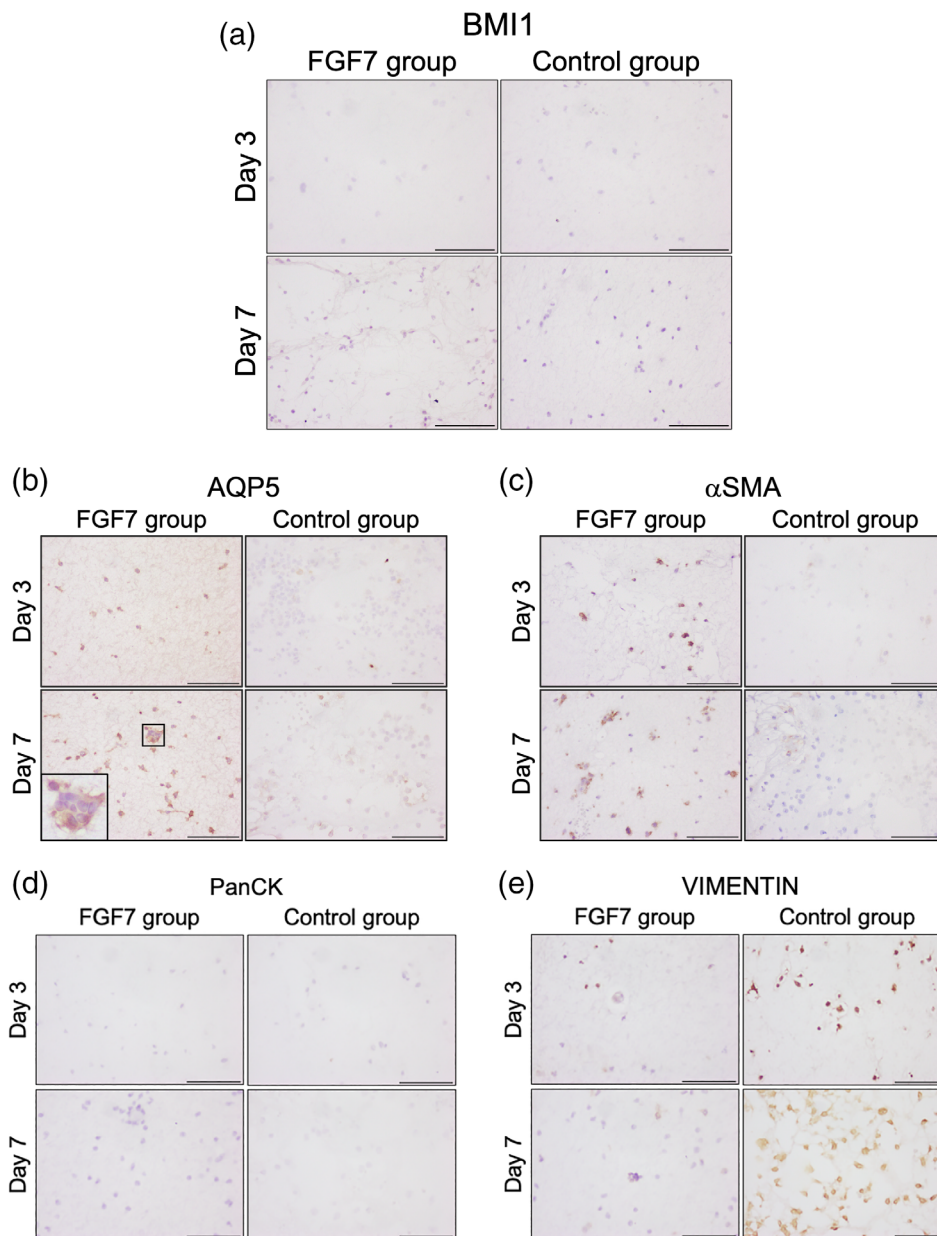 (a)
BMI1
FGF7 group
Control group
Day 3
Day 7
(b)
AQP5
FGF7 group
Control group
Day 3
Day 7
(c)
αSMA
FGF7 group
Control group
Day 3
Day 7
(d)
PanCK
FGF7 group
Control group
Day 3
Day 7
(e)
VIMENTIN
FGF7 group
Control group
Day 3
Day 7